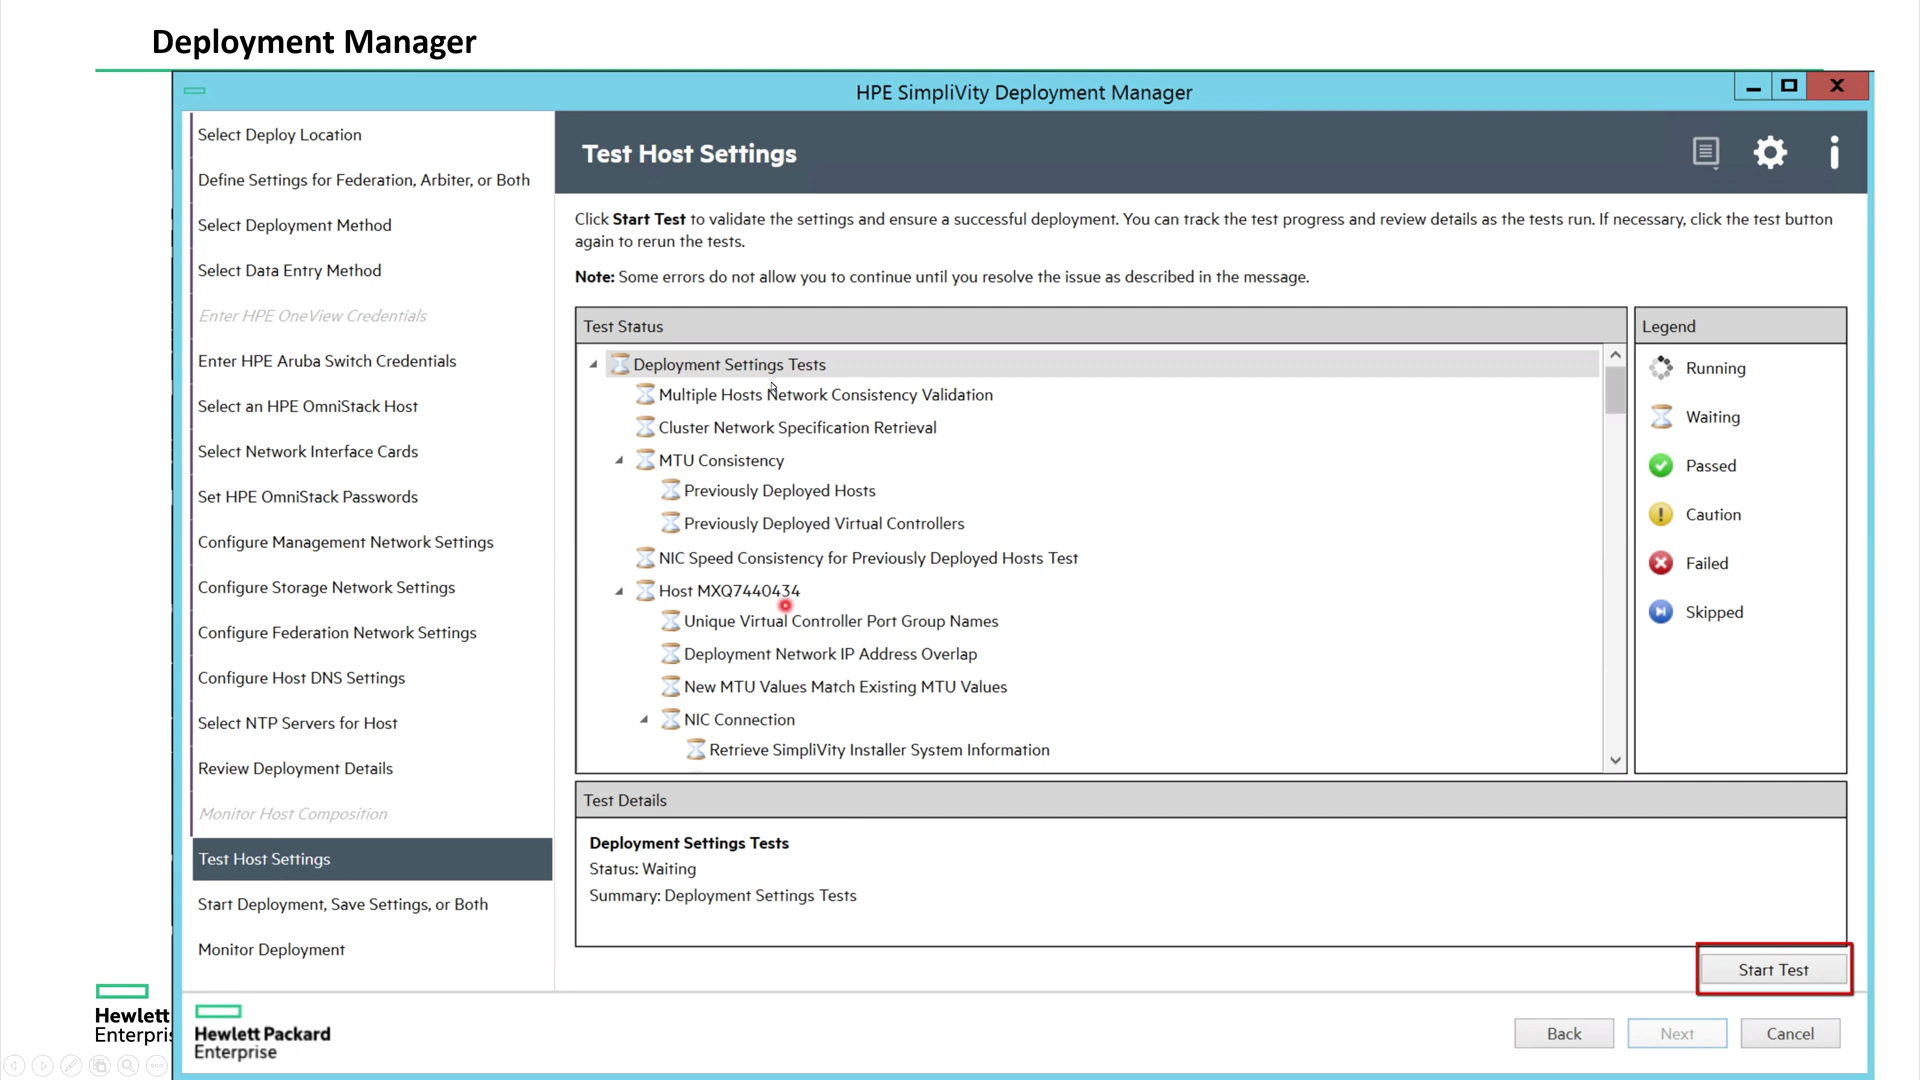 Deployment Manager
HPE SimpliVity Deployment Manager
Select Deploy Location
Define Settings for Federation, Arbiter, or Both
Select Deployment Method
Select Data Entry Method
Enter HPE OneView Credentials
Enter HPE Aruba Switch Credentials
Select an HPE OmniStack Host
Select Network Interface Cards
Set HPE OmniStack Passwords
Configure Management Network Settings
Configure Storage Network Settings
Configure Federation Network Settings
Configure Host DNS Settings
Select NTP Servers for Host
Review Deployment Details
Monitor Host Composition
Test Host Settings
Start Deployment, Save Settings, or Both
Monitor Deployment
Test Host Settings
Click Start Test to validate the settings and ensure a successful deployment. You can track the test progress and review details as the tests run. If necessary, click the test button
again to rerun the tests.
Note: Some errors do not allow you to continue until you resolve the issue as described in the message.
Test Status
Deployment Settings Tests
Multiple Hosts Network Consistency Validation
Cluster Network Specification Retrieval
MTU Consistency
Previously Deployed Hosts
Previously Deployed Virtual Controllers
NIC Speed Consistency for Previously Deployed Hosts Test
Host MXQ7440434
Unique Virtual Controller Port Group Names
Deployment Network IP Address Overlap
New MTU Values Match Existing MTU Values
NIC Connection
Retrieve SimpliVity Installer System Information
Legend
Running
Waiting
Passed
Caution
Failed
Skipped
Test Details
Deployment Settings Tests
Status: Waiting
Summary: Deployment Settings Tests
Start Test
Hewlett
Enterpris
Hewlett Packard
Enterprise
Back
Next
Cancel